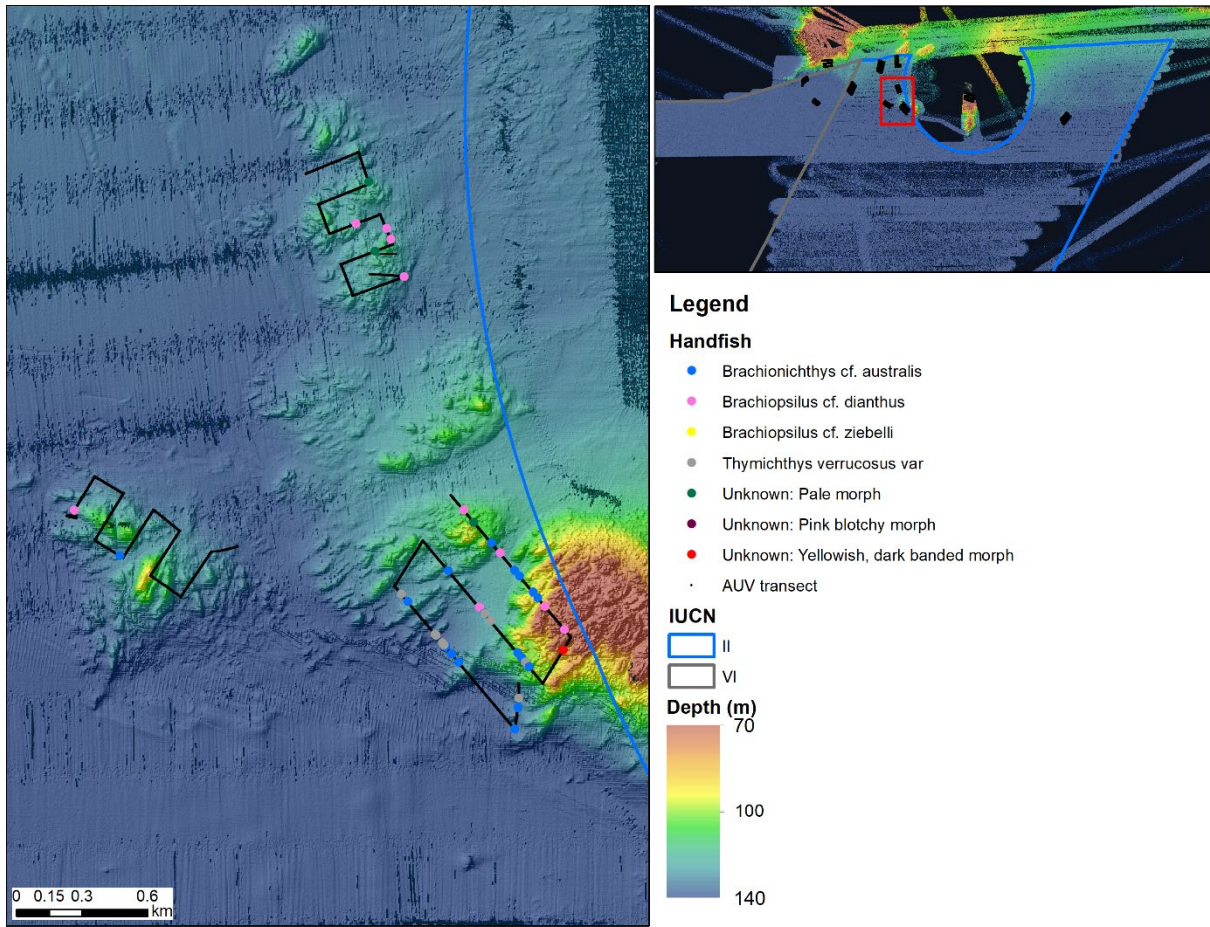 Legend
Handfish
Brachionichthys cf. australis
Brachiopsilus cf. dianthus
Brachiopsilus cf. ziebelli
Thymichthys verrucosus var
Unknown: Pale morph
Unknown: Pink blotchy morph
Unknown: Yellowish, dark banded morph
AUV transect
IUCN
II
VI
Depth (m)
70
100
140
0 0.15 0.3 0.6
km